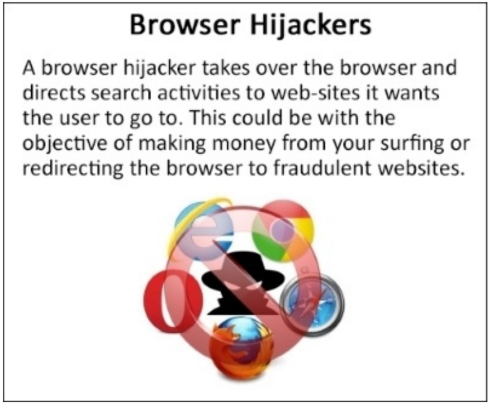 Browser Hijackers
A browser hijacker takes over the browser and
directs search activities to web-sites it wants
the user to go to. This could be with the
objective of making money from your surfing or
redirecting the browser to fraudulent websites.